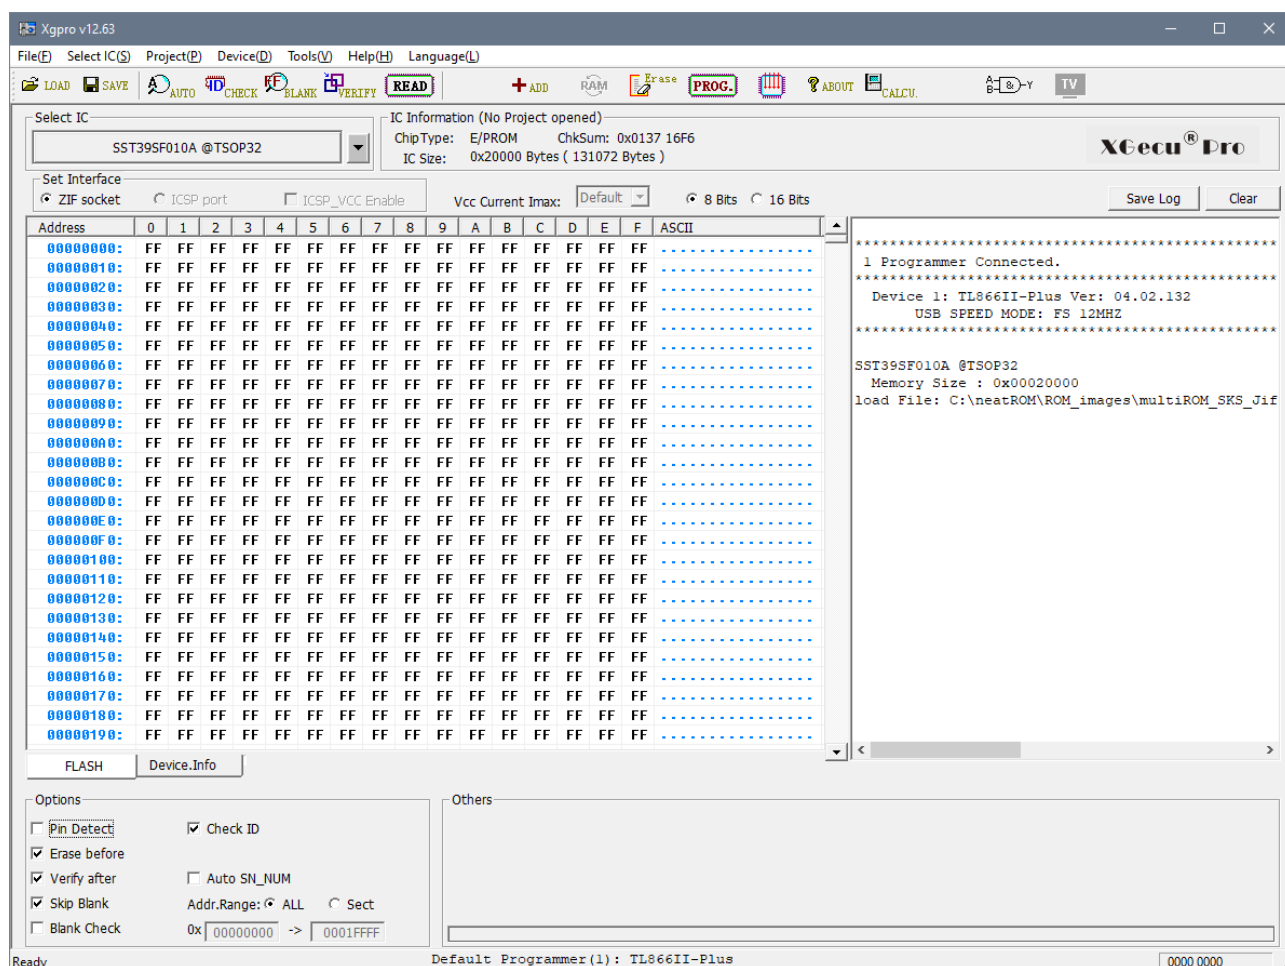 Xgpro v12.63
File(F) Select IC(S) Project(P) Device(D) Tools(V) Help(H) Language(L)
LOAD SAVE AUTO CHECK BLANK VERIFY READ ADD RAM Erase PROG. ABOUT CALCU. A B & Y TV
Select IC
SST39SF010A @TSOP32
IC Information (No Project opened)
ChipType: E/PROM ChkSum: 0x0137 16F6
IC Size: 0x20000 Bytes ( 131072 Bytes )
XGecu® Pro
Set Interface
ZIF socket ICSP port ICSP_VCC Enable Vcc Current Imax: Default 8 Bits 16 Bits Save Log Clear
Address 0 1 2 3 4 5 6 7 8 9 A B C D E F ASCII
00000000: FF FF FF FF FF FF FF FF FF FF FF FF FF FF FF FF ................
00000010: FF FF FF FF FF FF FF FF FF FF FF FF FF FF FF FF ................
00000020: FF FF FF FF FF FF FF FF FF FF FF FF FF FF FF FF ................
00000030: FF FF FF FF FF FF FF FF FF FF FF FF FF FF FF FF ................
00000040: FF FF FF FF FF FF FF FF FF FF FF FF FF FF FF FF ................
00000050: FF FF FF FF FF FF FF FF FF FF FF FF FF FF FF FF ................
00000060: FF FF FF FF FF FF FF FF FF FF FF FF FF FF FF FF ................
00000070: FF FF FF FF FF FF FF FF FF FF FF FF FF FF FF FF ................
00000080: FF FF FF FF FF FF FF FF FF FF FF FF FF FF FF FF ................
00000090: FF FF FF FF FF FF FF FF FF FF FF FF FF FF FF FF ................
000000A0: FF FF FF FF FF FF FF FF FF FF FF FF FF FF FF FF ................
000000B0: FF FF FF FF FF FF FF FF FF FF FF FF FF FF FF FF ................
000000C0: FF FF FF FF FF FF FF FF FF FF FF FF FF FF FF FF ................
000000D0: FF FF FF FF FF FF FF FF FF FF FF FF FF FF FF FF ................
000000E0: FF FF FF FF FF FF FF FF FF FF FF FF FF FF FF FF ................
000000F0: FF FF FF FF FF FF FF FF FF FF FF FF FF FF FF FF ................
00000100: FF FF FF FF FF FF FF FF FF FF FF FF FF FF FF FF ................
00000110: FF FF FF FF FF FF FF FF FF FF FF FF FF FF FF FF ................
00000120: FF FF FF FF FF FF FF FF FF FF FF FF FF FF FF FF ................
00000130: FF FF FF FF FF FF FF FF FF FF FF FF FF FF FF FF ................
00000140: FF FF FF FF FF FF FF FF FF FF FF FF FF FF FF FF ................
00000150: FF FF FF FF FF FF FF FF FF FF FF FF FF FF FF FF ................
00000160: FF FF FF FF FF FF FF FF FF FF FF FF FF FF FF FF ................
00000170: FF FF FF FF FF FF FF FF FF FF FF FF FF FF FF FF ................
00000180: FF FF FF FF FF FF FF FF FF FF FF FF FF FF FF FF ................
00000190: FF FF FF FF FF FF FF FF FF FF FF FF FF FF FF FF ................
**************************************************
1 Programmer Connected.
**************************************************
Device 1: TL866II-Plus Ver: 04.02.132
USB SPEED MODE: FS 12MHZ
**************************************************
SST39SF010A @TSOP32
Memory Size : 0x00020000
load File: C:\neatROM\ROM_images\multiROM_SKS_Jif
FLASH Device.Info
Options
Pin Detect Check ID
Erase before
Verify after Auto SN_NUM
Skip Blank Addr.Range: ALL Sect
Blank Check 0x 00000000 -> 0001FFFF
Others
Ready Default Programmer(1): TL866II-Plus 0000 0000